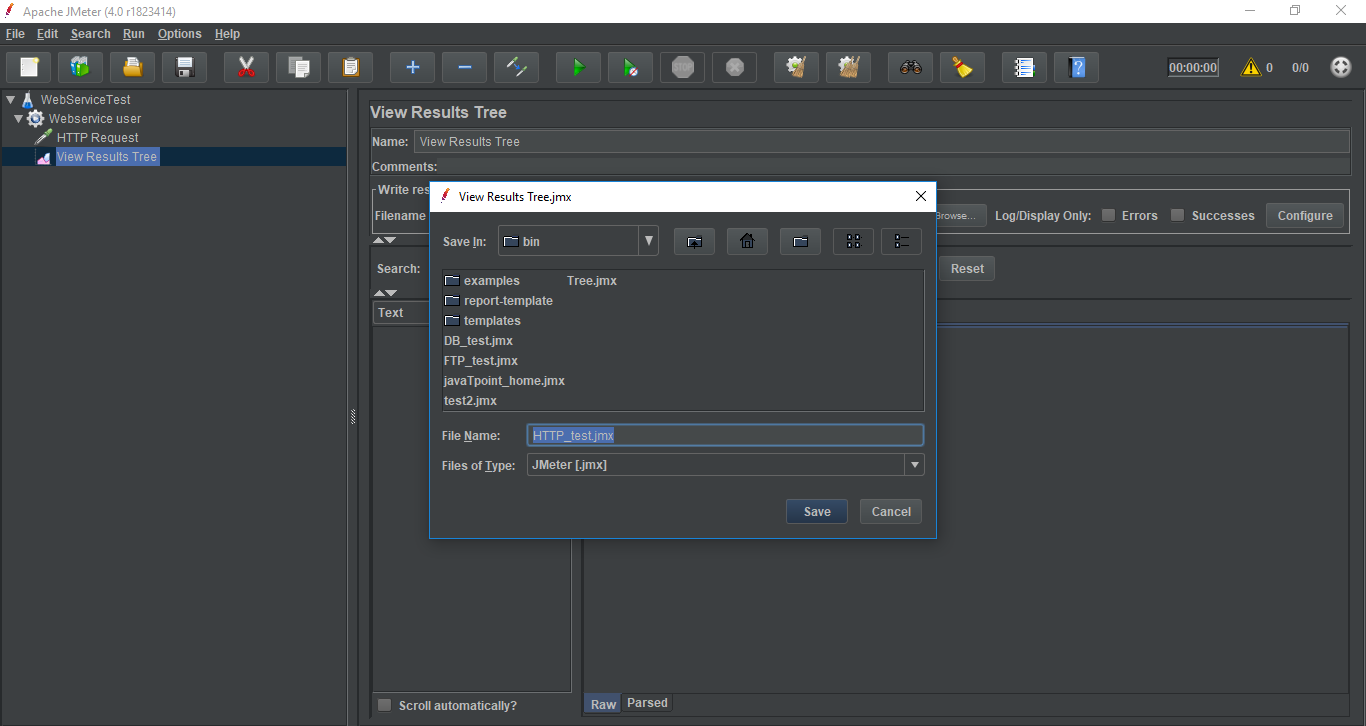 Apache JMeter (4.0 r1823414)
File Edit Search Run Options Help
STOP
00:00:00
0
0/0
WebServiceTest
Webservice user
HTTP Request
View Results Tree
View Results Tree
Name: View Results Tree
Comments:
Write res
Filename
Browse...
Log/Display Only: Errors Successes Configure
Search:
Reset
Text
View Results Tree.jmx
Save In: bin
examples Tree.jmx
report-template
templates
DB_test.jmx
FTP_test.jmx
javaTpoint_home.jmx
test2.jmx
File Name: HTTP_test.jmx
Files of Type: JMeter [.jmx]
Save Cancel
Scroll automatically?
Raw Parsed